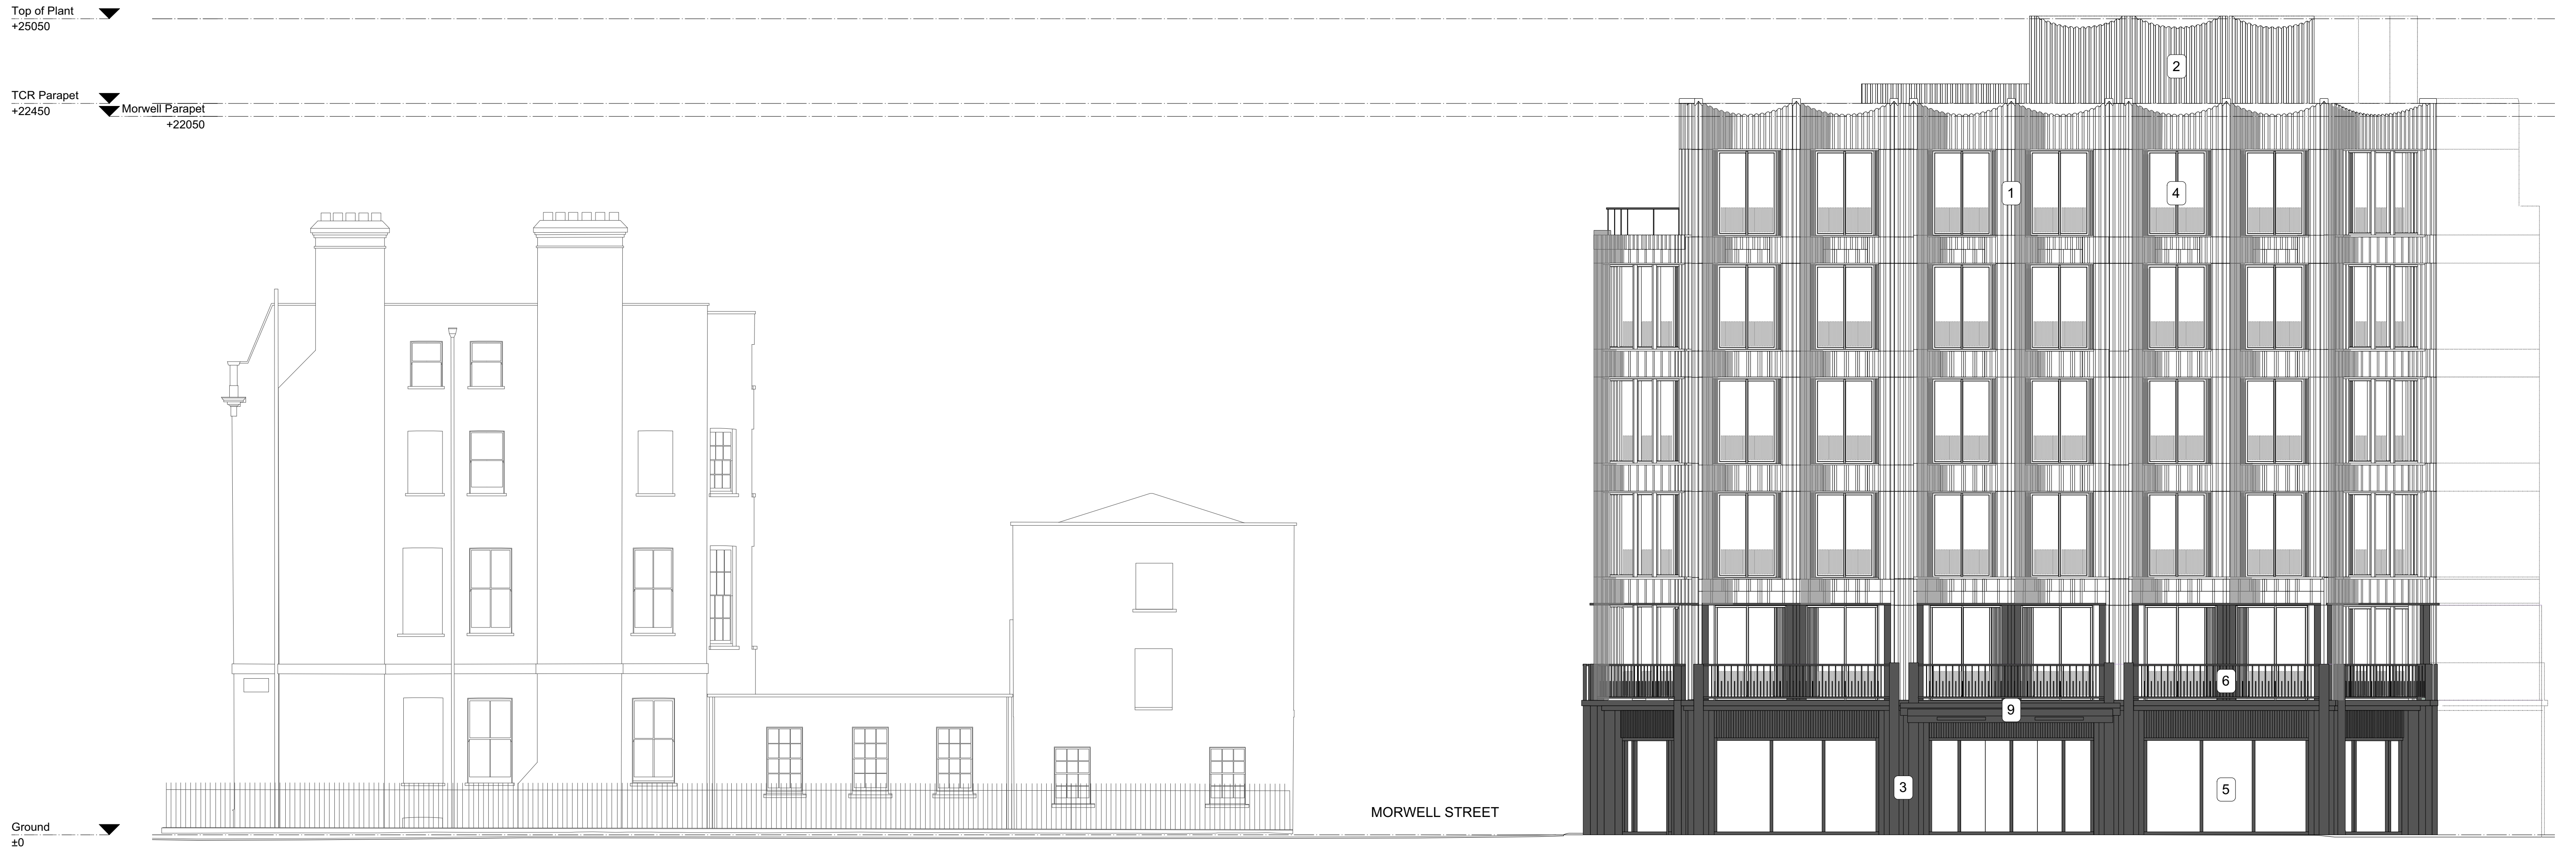 Top of Plant
+25050
TCR Parapet
+22450
Morwell Parapet
+22050
2
1
4
6
9
3
5
MORWELL STREET
Ground
±0